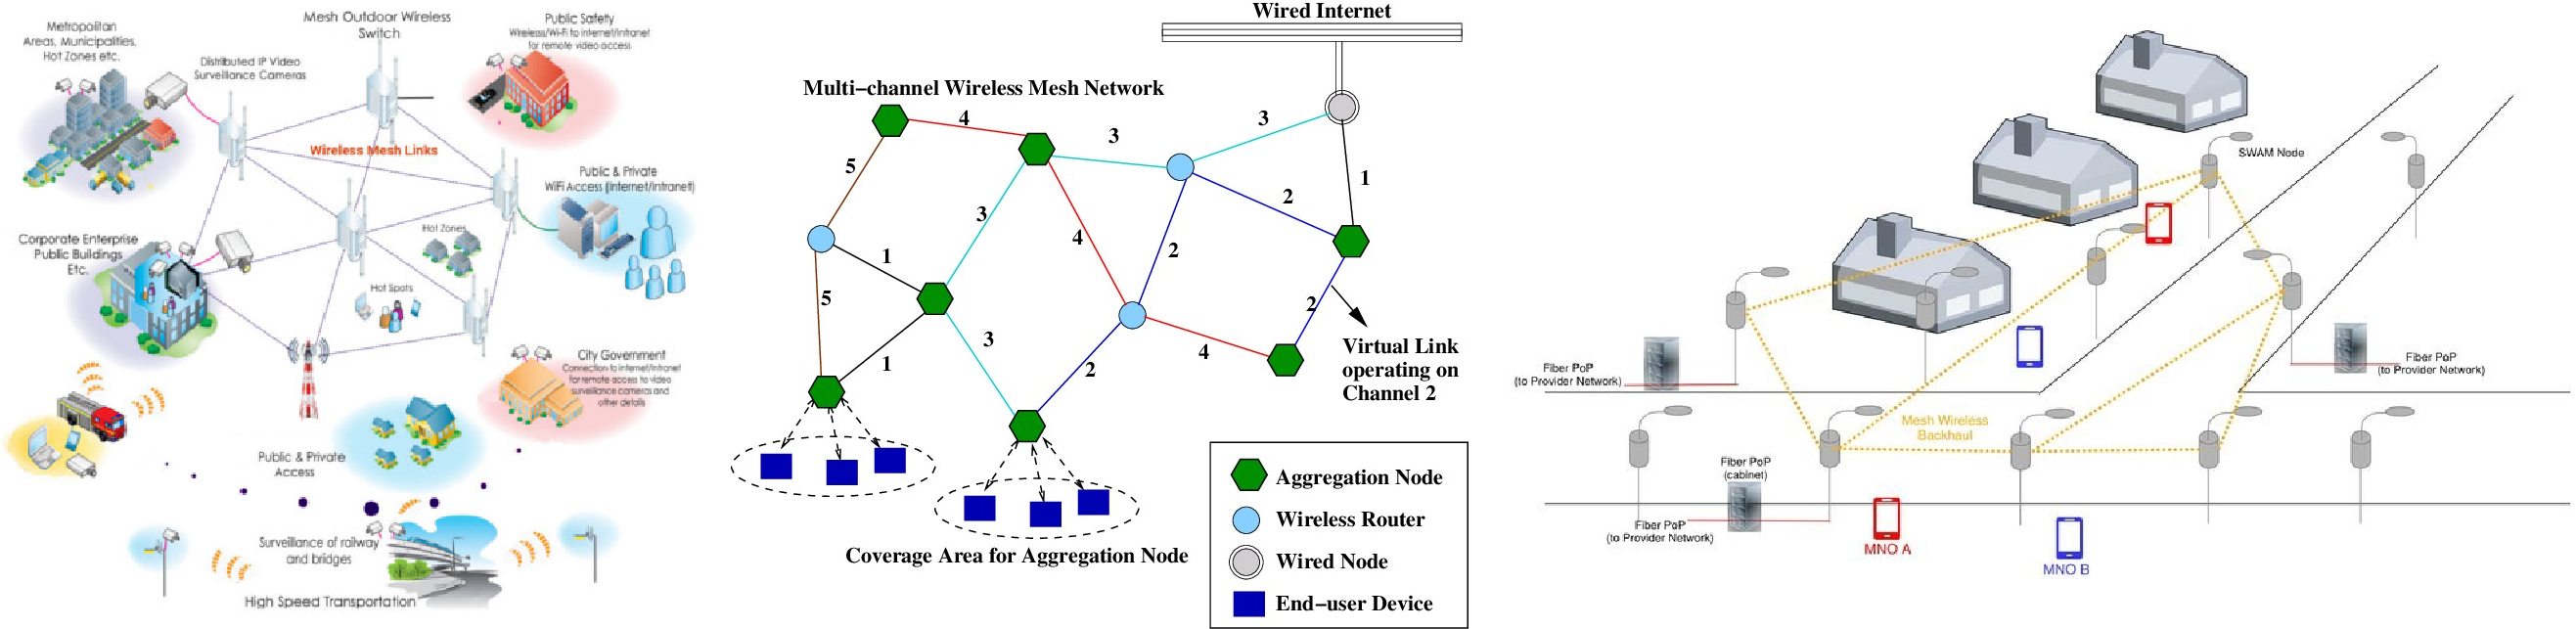 Mesh Outdoor Wireless
Switch
Metropolitan
Areas, Municipalities,
Hot Zones etc.
Distributed IP Video
Surveillance Cameras
Public Safety
Wireless/Wi-Fi to internet/intranet
for remote video access
Wireless Mesh Links
Public & Private
WiFi Access (internet/intranet)
Corporate Enterprise
Public Buildings
Etc.
Hot Zones
Hot Spots
City Government
Connection to internet/intranet
for remote access to video
surveillance cameras and
other details
Public & Private
Access
Surveillance of railway
and bridges
High Speed Transportation
Wired Internet
Multi-channel Wireless Mesh Network
4
3
3
5
1
2
3
4
2
1
5
2
3
1
4
2
Virtual Link
operating on
Channel 2
Coverage Area for Aggregation Node
Aggregation Node
Wireless Router
Wired Node
End-user Device
SWAM Node
Fiber PoP
(to Provider Network)
Fiber PoP
(to Provider Network)
Mesh Wireless
Backhaul
Fiber PoP
(cabinet)
Fiber PoP
(to Provider Network)
MNO A
MNO B